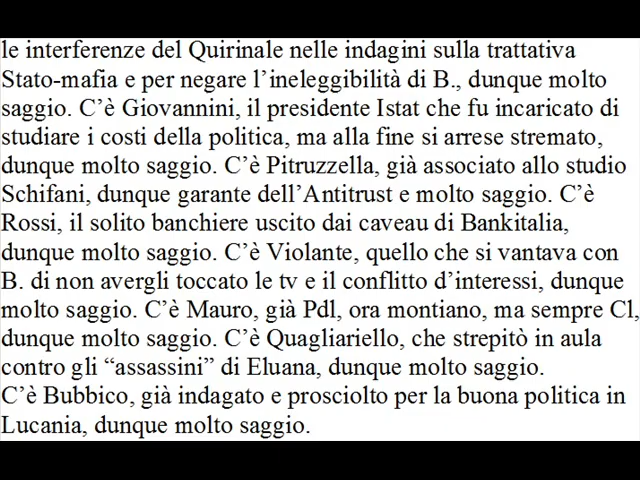 le interferenze del Quirinale nelle indagini sulla trattativa
Stato-mafia e per negare l’ineleggibilità di B., dunque molto
saggio. C’è Giovannini, il presidente Istat che fu incaricato di
studiare i costi della politica, ma alla fine si arrese stremato,
dunque molto saggio. C’è Pitruzzella, già associato allo studio
Schifani, dunque garante dell’Antitrust e molto saggio. C’è
Rossi, il solito banchiere uscito dai caveau di Bankitalia,
dunque molto saggio. C’è Violante, quello che si vantava con
B. di non avergli toccato le tv e il conflitto d’interessi, dunque
molto saggio. C’è Mauro, già Pdl, ora montiano, ma sempre Cl,
dunque molto saggio. C’è Quagliariello, che strepitò in aula
contro gli “assassini” di Eluana, dunque molto saggio.
C’è Bubbico, già indagato e prosciolto per la buona politica in
Lucania, dunque molto saggio.